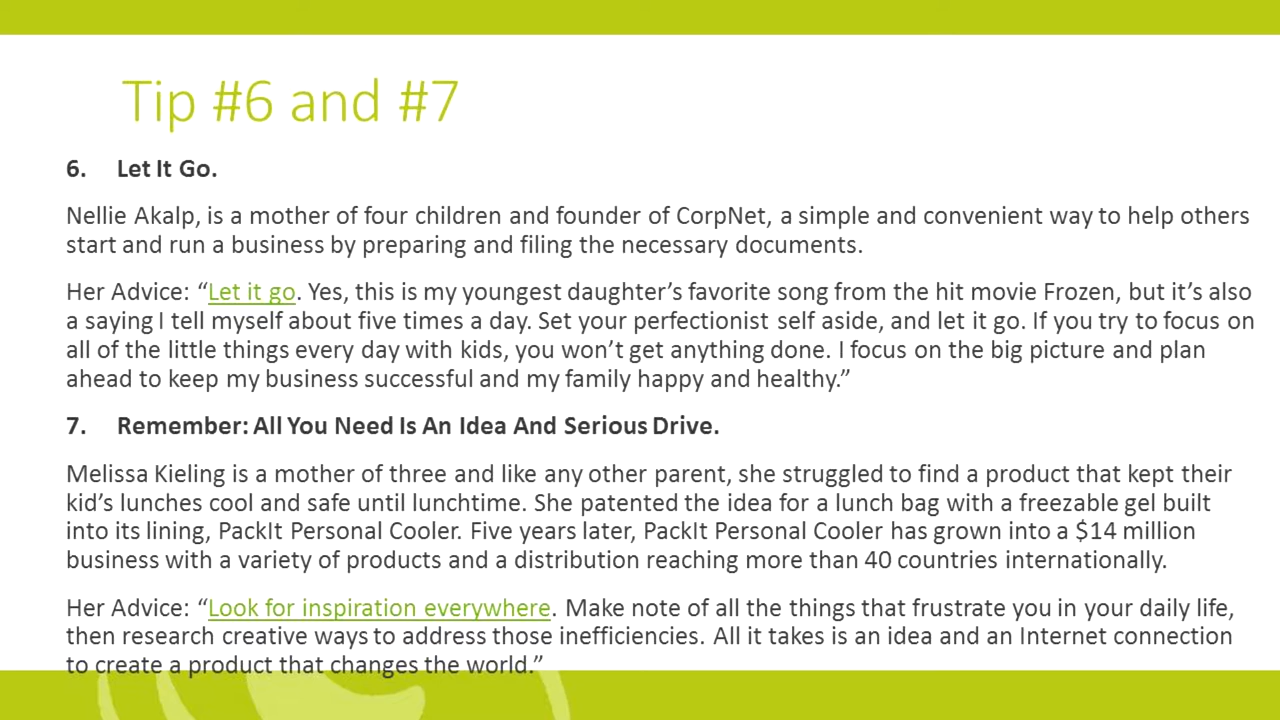 Tip #6 and #7
6. Let It Go.
Nellie Akalp, is a mother of four children and founder of CorpNet, a simple and convenient way to help others
start and run a business by preparing and filing the necessary documents.
Her Advice: “Let it go. Yes, this is my youngest daughter’s favorite song from the hit movie Frozen, but it’s also
a saying I tell myself about five times a day. Set your perfectionist self aside, and let it go. If you try to focus on
all of the little things every day with kids, you won’t get anything done. I focus on the big picture and plan
ahead to keep my business successful and my family happy and healthy.”
7. Remember: All You Need Is An Idea And Serious Drive.
Melissa Kieling is a mother of three and like any other parent, she struggled to find a product that kept their
kid’s lunches cool and safe until lunchtime. She patented the idea for a lunch bag with a freezable gel built
into its lining, PackIt Personal Cooler. Five years later, PackIt Personal Cooler has grown into a $14 million
business with a variety of products and a distribution reaching more than 40 countries internationally.
Her Advice: “Look for inspiration everywhere. Make note of all the things that frustrate you in your daily life,
then research creative ways to address those inefficiencies. All it takes is an idea and an Internet connection
to create a product that changes the world.”